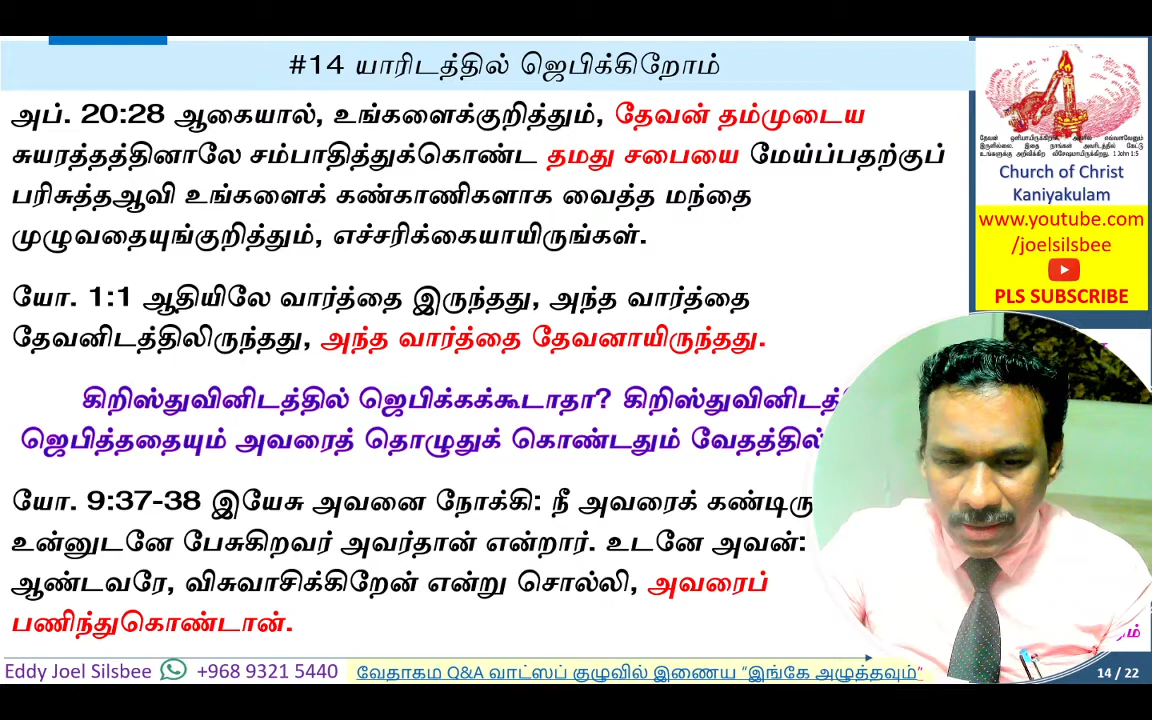 #14 யாரிடத்தில் ஜெபிக்கிறோம்
அப். 20:28 ஆகையால், உங்களைக்குறித்தும், தேவன் தம்முடைய
சுயரத்தத்தினாலே சம்பாதித்துக்கொண்ட தமது சபையை மேய்ப்பதற்குப்
பரிசுத்தஆவி உங்களைக் கண்காணிகளாக வைத்த மந்தை
முழுவதையுங்குறித்தும், எச்சரிக்கையாயிருங்கள்.
யோ. 1:1 ஆதியிலே வார்த்தை இருந்தது, அந்த வார்த்தை
தேவனிடத்திலிருந்தது, அந்த வார்த்தை தேவனாயிருந்தது.
கிறிஸ்துவினிடத்தில் ஜெபிக்கக்கூடாதா?
ஜெபித்ததையும் அவரைத் தொழுதுக் கொண்டதும் வேதத்தில்
யோ. 9:37-38 இயேசு அவனை நோக்கி: நீ அவரைக்
உன்னுடனே பேசுகிறவர் அவர்தான் என்றார். உடனே அவன்:
ஆண்டவரே, விசுவாசிக்கிறேன் என்று சொல்லி, அவரைப்
பணிந்துகொண்டான்.
Eddy Joel Silsbee +968 9321 5440 வேதாகம Q&A வாட்ஸப் குழுவில் இணைய "இங்கே அழுத்தவும்"
1 John 1:5
Church of Christ
Kaniyakulam
www.youtube.com
/joelsilsbee
PLS SUBSCRIBE
14 / 22